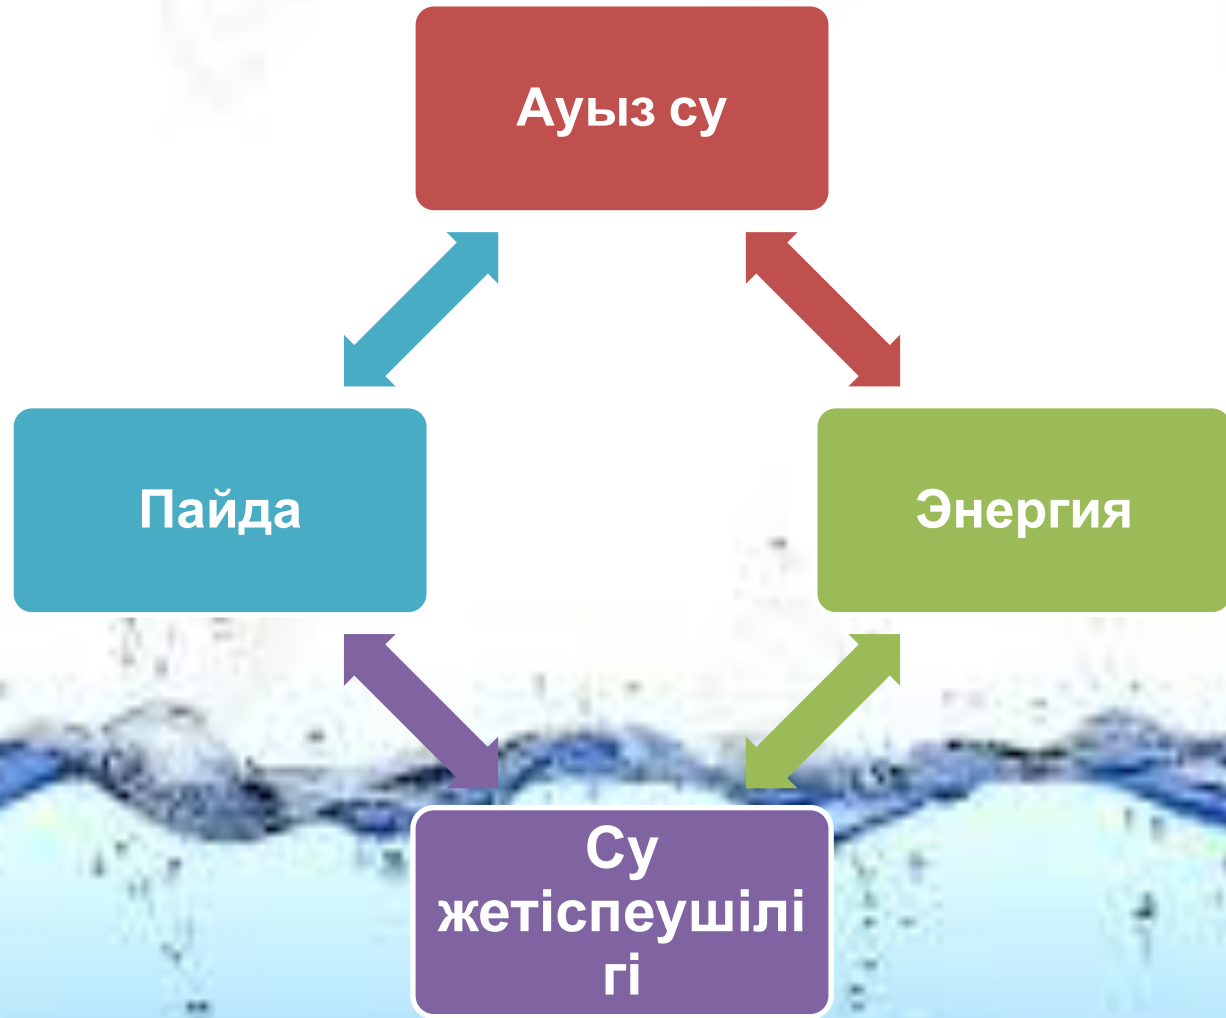 Ауыз су
Пайда
Энергия
Су
жетіспеушілі
гі